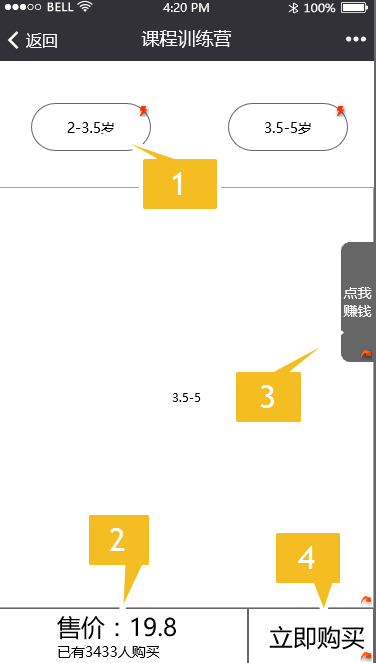 BELL 4:20 PM 100%
返回 课程训练营
2-3.5岁 3.5-5岁
1
点我
赚钱
3
3.5-5
2
4
售价：19.8
已有3433人购买
立即购买